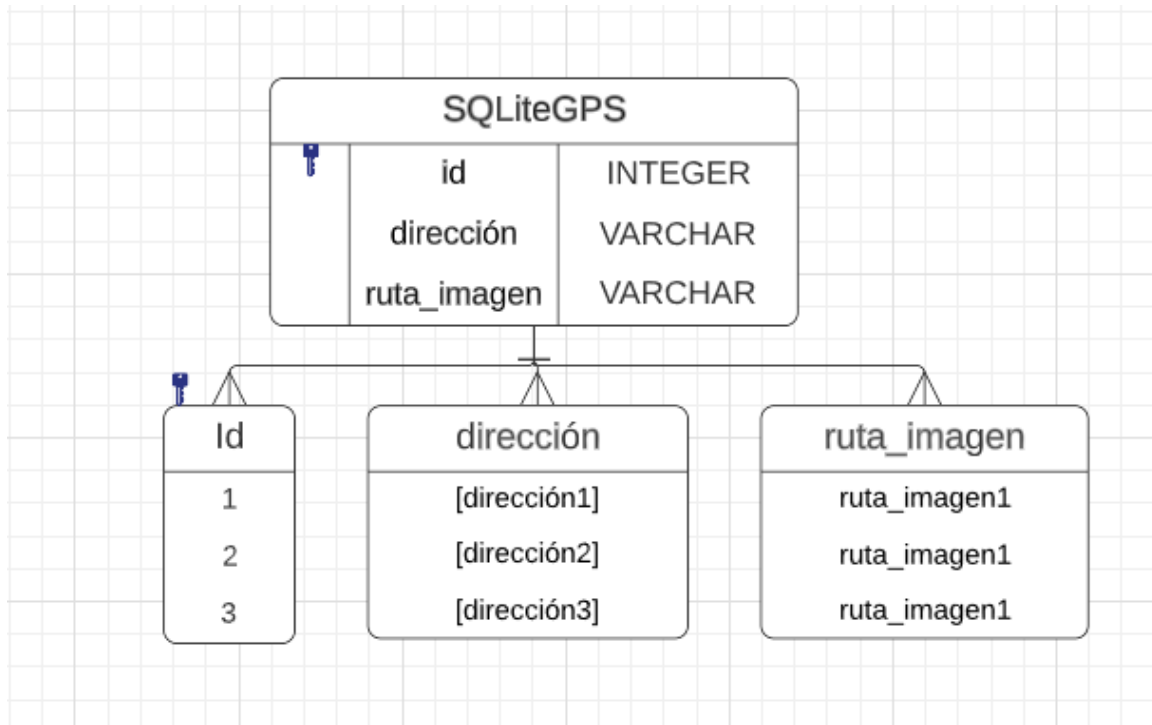 SQLiteGPS
id INTEGER
dirección VARCHAR
ruta_imagen VARCHAR
Id dirección ruta_imagen
1 [dirección1] ruta_imagen1
2 [dirección2] ruta_imagen1
3 [dirección3] ruta_imagen1